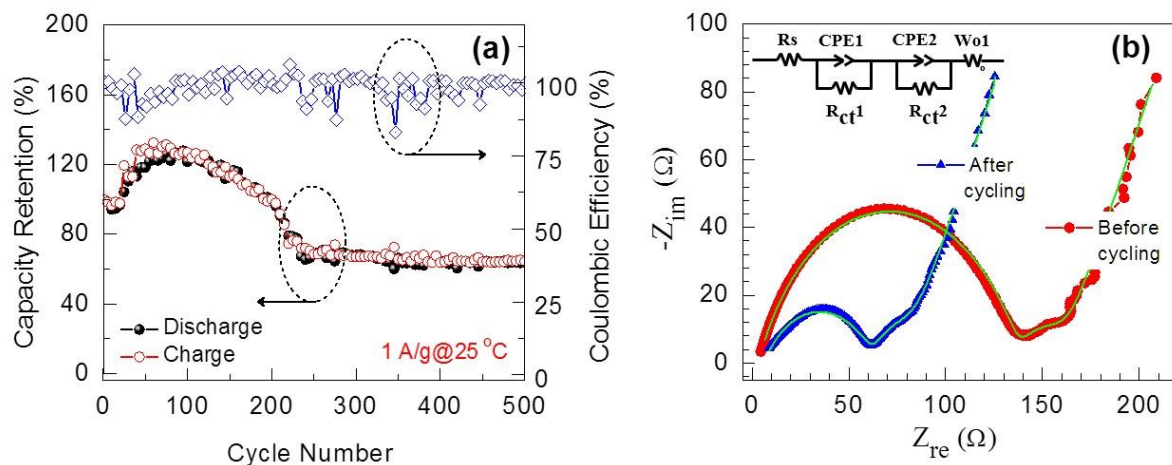 (a)
Capacity Retention (%)
200
160
120
80
40
0
Coulombic Efficiency (%)
100
75
50
25
0
Discharge
Charge
1 A/g@25 °C
0 100 200 300 400 500
Cycle Number
(b)
Rs CPE1 CPE2 Wo1
Rct1 Rct2
-Zim (Ω)
100
80
60
40
20
0
After
cycling
Before
cycling
0 50 100 150 200
Zre (Ω)